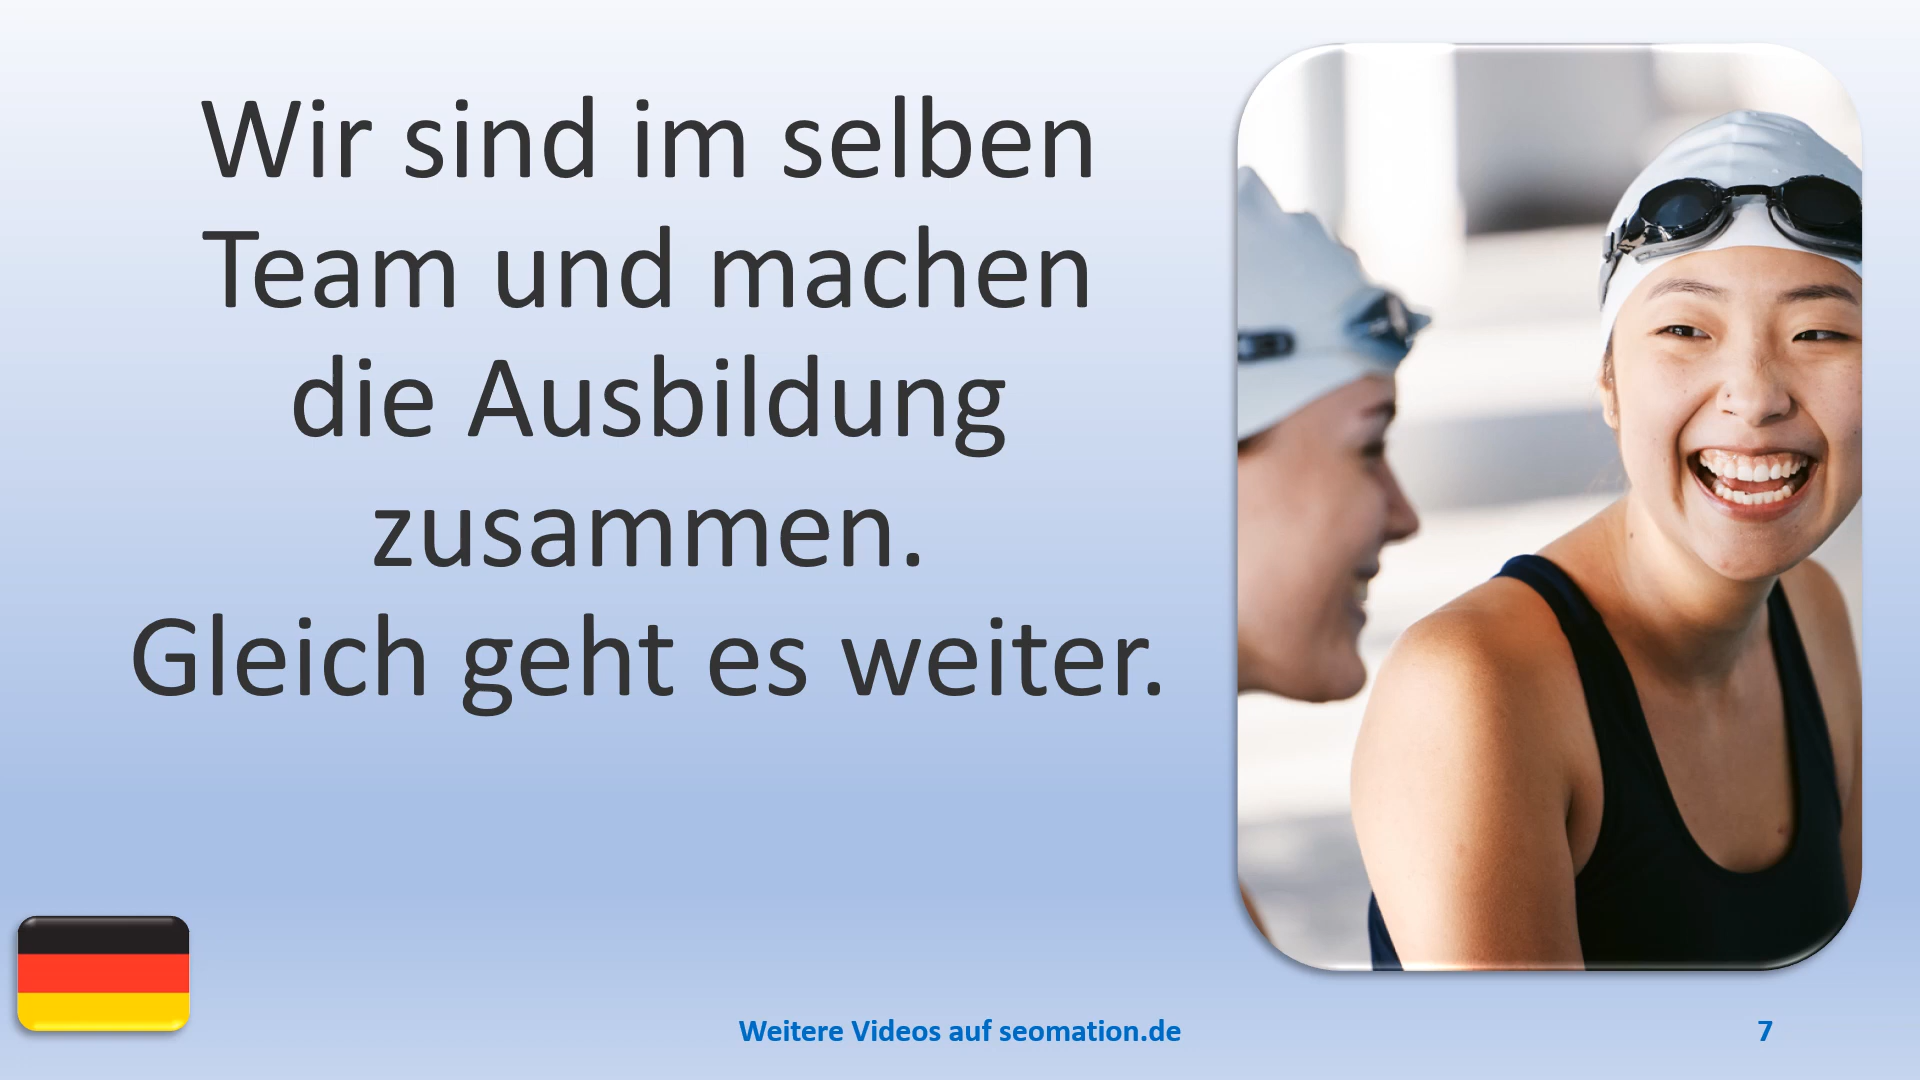 Wir sind im selben
Team und machen
die Ausbildung
zusammen.
Gleich geht es weiter.
Weitere Videos auf seomation.de
7